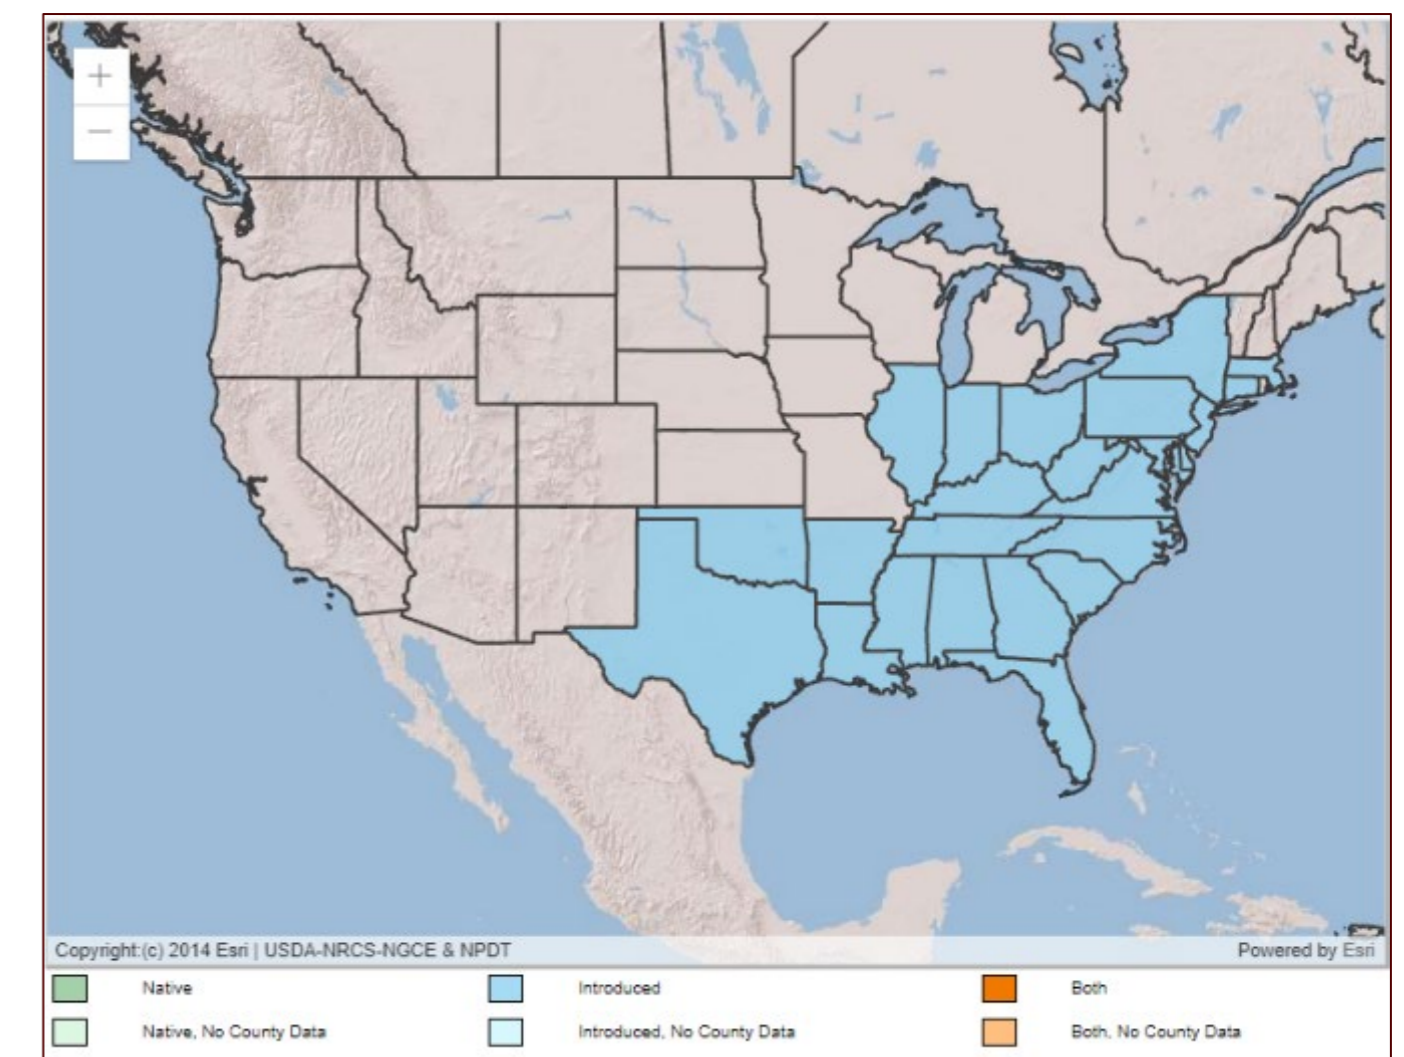 +
−
Copyright:(c) 2014 Esri | USDA-NRCS-NGCE & NPDT Powered by Esri
Native Introduced Both
Native, No County Data Introduced, No County Data Both, No County Data